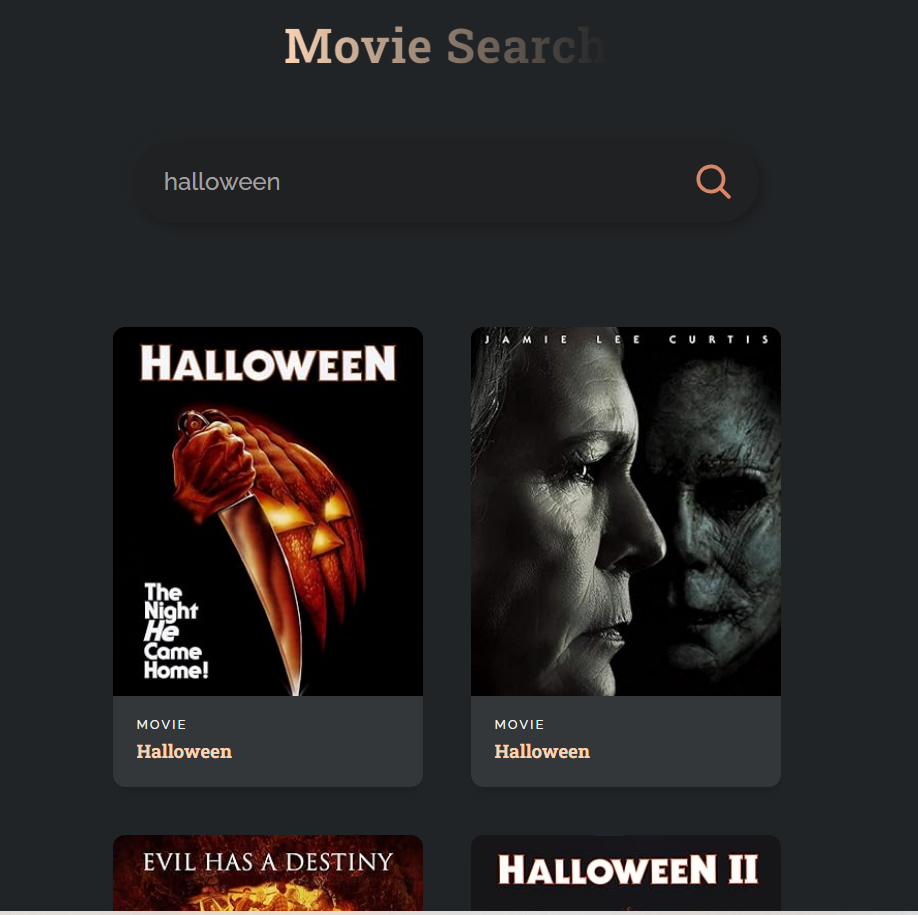 Movie Search
halloween
HALLOWEEN
The
Night
He
Came
Home!
JAMIE LEE CURTIS
MOVIE
Halloween
MOVIE
Halloween
EVIL HAS A DESTINY
HALLOWEEN II